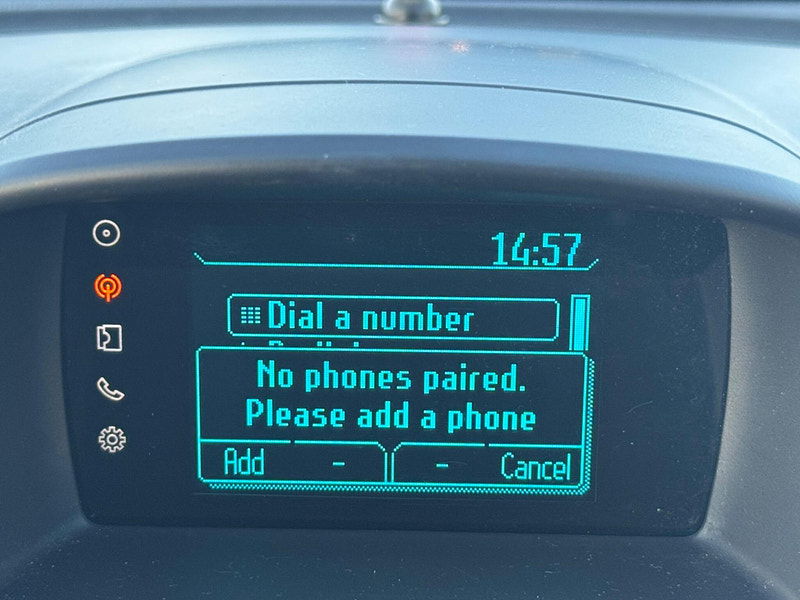 14:57
Dial a number
No phones paired.
Please add a phone
Add - - Cancel